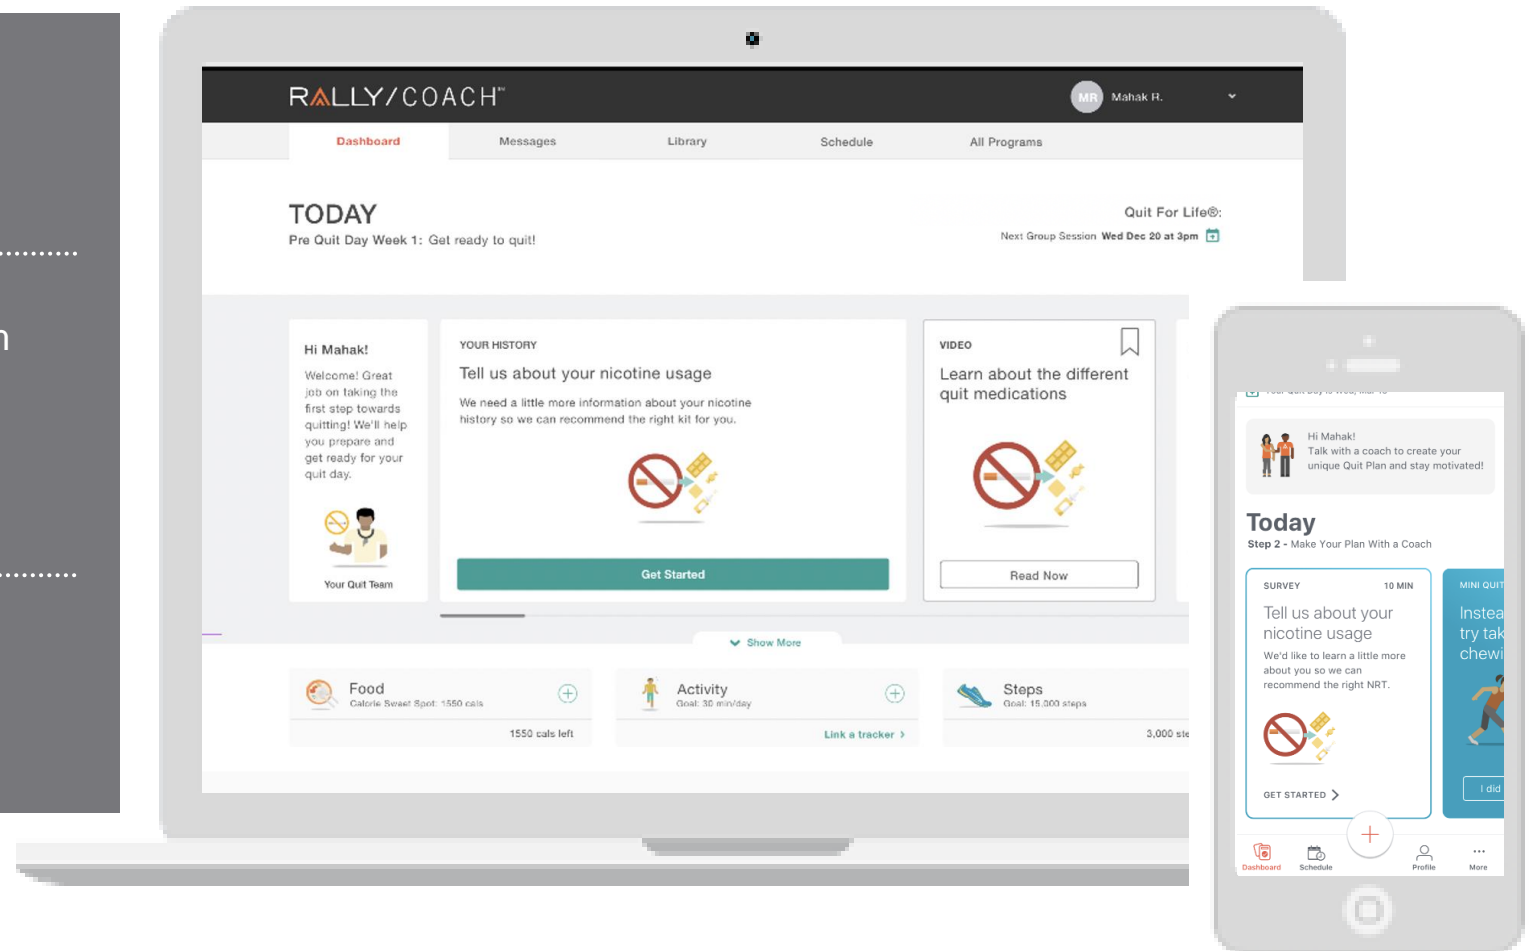 n
RALLY/COACH™
MR Mahak R.
Dashboard Messages Library Schedule All Programs
TODAY
Pre Quit Day Week 1: Get ready to quit!
Quit For Life®:
Next Group Session Wed Dec 20 at 3pm
Hi Mahak!
Welcome! Great
job on taking the
first step towards
quitting! We'll help
you prepare and
get ready for your
quit day.
Your Quit Team
YOUR HISTORY
Tell us about your nicotine usage
We need a little more information about your nicotine
history so we can recommend the right kit for you.
Get Started
VIDEO
Learn about the different
quit medications
Read Now
Show More
Food
Calorie Sweet Spot: 1550 cals
1550 cals left
Activity
Goal: 30 min/day
Link a tracker >
Steps
Goal: 15,000 steps
3,000 ste
Hi Mahak!
Talk with a coach to create your
unique Quit Plan and stay motivated!
Today
Step 2 - Make Your Plan With a Coach
SURVEY 10 MIN
Tell us about your
nicotine usage
We'd like to learn a little more
about you so we can
recommend the right NRT.
GET STARTED
MINI QUIT
Instea
try tak
chewi
I did
Dashboard Schedule Profile More